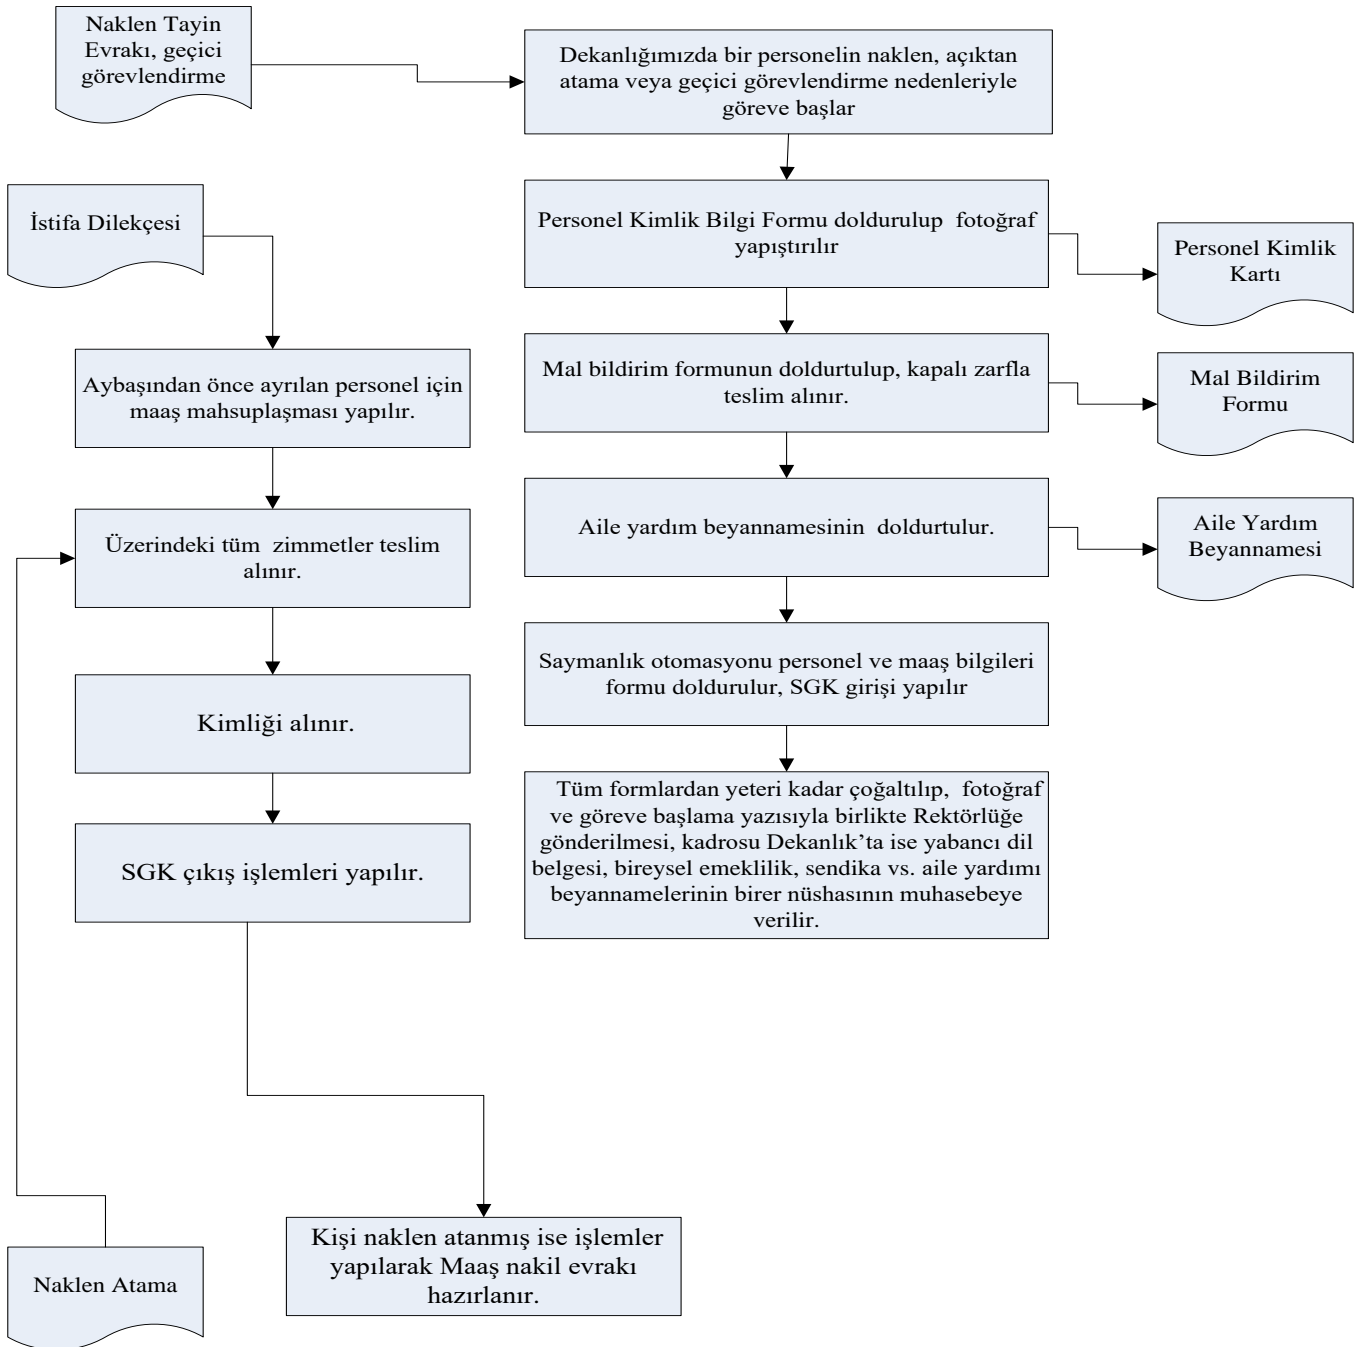 Naklen Tayin
Evrakı, geçici
görevlendirme
Dekanlığımızda bir personelin naklen, açıktan
atama veya geçici görevlendirme nedenleriyle
göreve başlar
İstifa Dilekçesi
Personel Kimlik Bilgi Formu doldurulup  fotoğraf
yapıştırılır
Personel Kimlik
Kartı
Aybaşından önce ayrılan personel için
maaş mahsuplaşması yapılır.
Mal bildirim formunun doldurtulup, kapalı zarfla
teslim alınır.
Mal Bildirim
Formu
Üzerindeki tüm  zimmetler teslim
alınır.
Aile yardım beyannamesinin  doldurtulur.
Aile Yardım
Beyannamesi
Kimliği alınır.
Saymanlık otomasyonu personel ve maaş bilgileri
formu doldurulur, SGK girişi yapılır
SGK çıkış işlemleri yapılır.
Tüm formlardan yeteri kadar çoğaltılıp,  fotoğraf
ve göreve başlama yazısıyla birlikte Rektörlüğe
gönderilmesi, kadrosu Dekanlık’ta ise yabancı dil
belgesi, bireysel emeklilik, sendika vs. aile yardımı
beyannamelerinin birer nüshasının muhasebeye
verilir.
Naklen Atama
Kişi naklen atanmış ise işlemler
yapılarak Maaş nakil evrakı
hazırlanır.